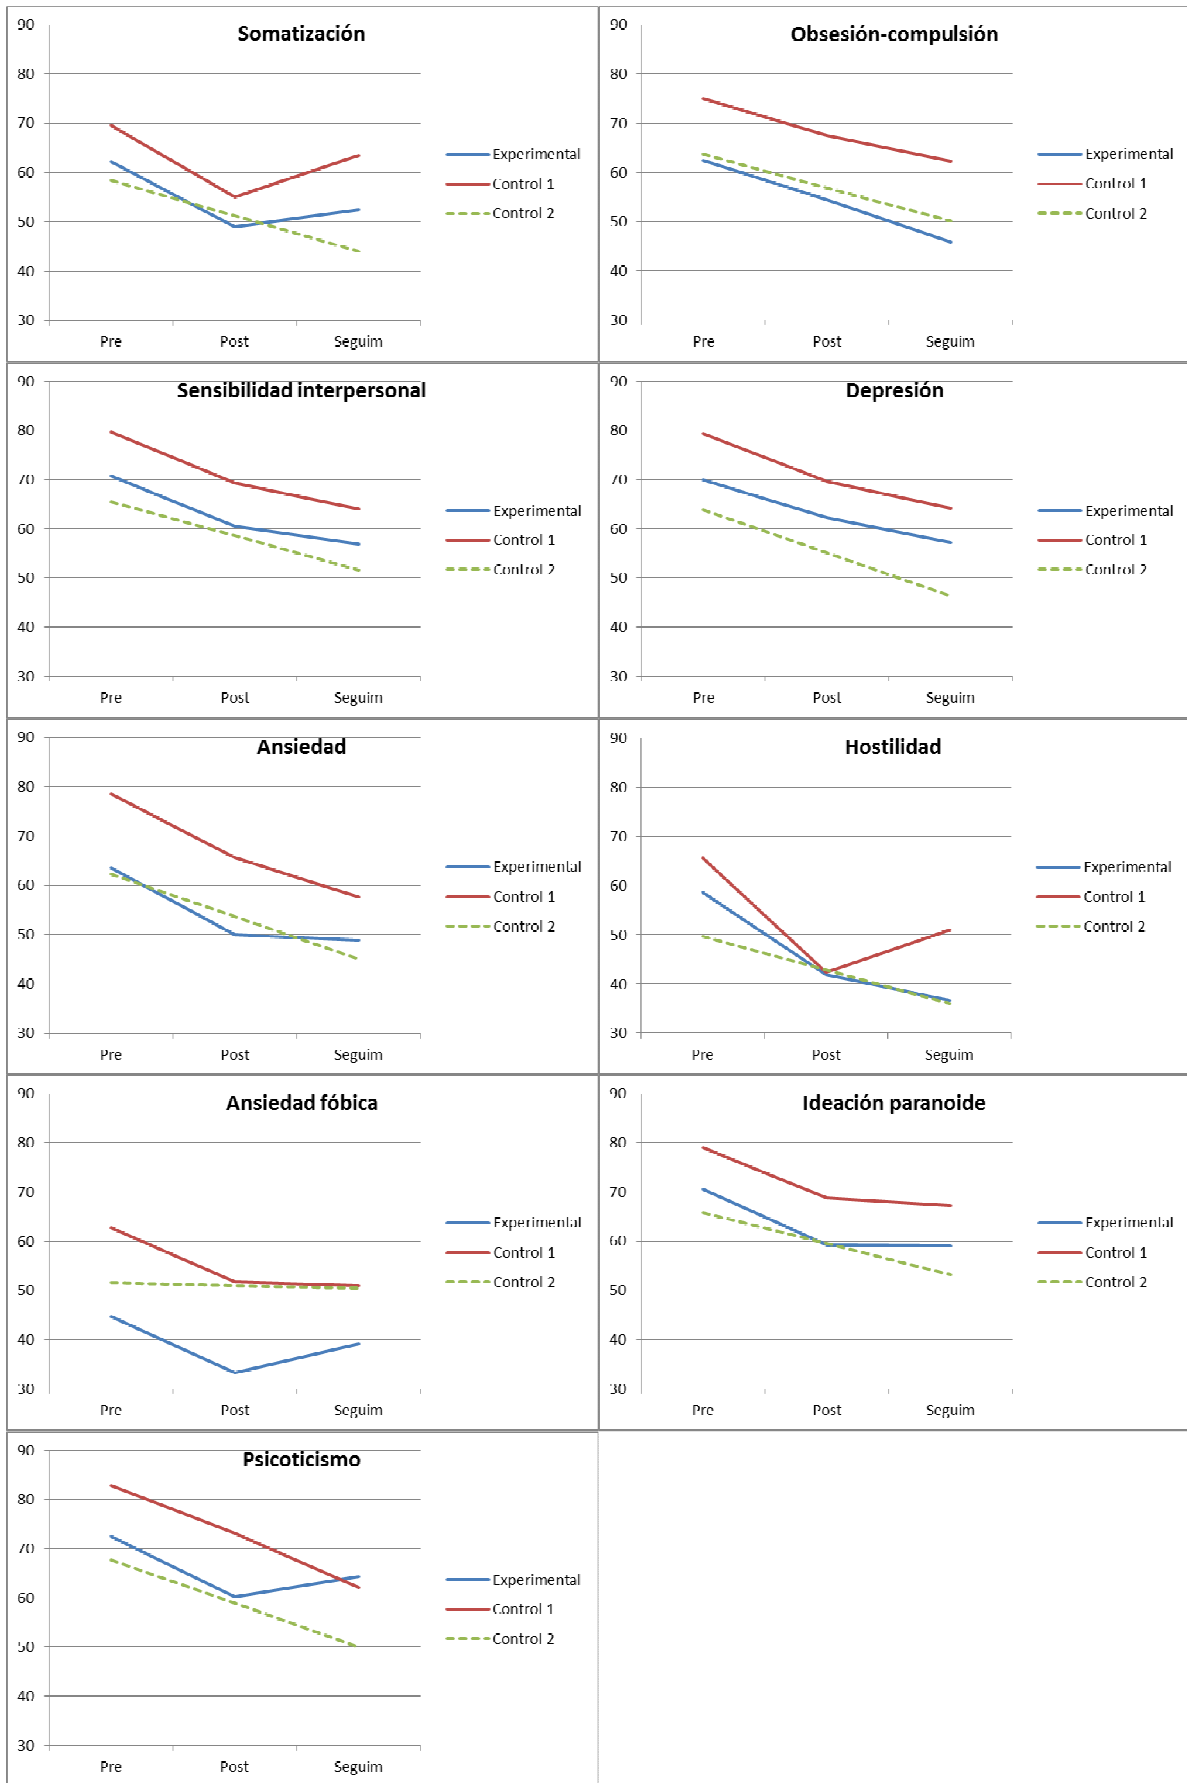 Somatización
90
80
70
60
50
40
30
Pre Post Seguim
Experimental
Control 1
Control 2
Obsesión-compulsión
90
80
70
60
50
40
30
Pre Post Seguim
Experimental
Control 1
Control 2
Sensibilidad interpersonal
90
80
70
60
50
40
30
Pre Post Seguim
Experimental
Control 1
Control 2
Depresión
90
80
70
60
50
40
30
Pre Post Seguim
Experimental
Control 1
Control 2
Ansiedad
90
80
70
60
50
40
30
Pre Post Seguim
Experimental
Control 1
Control 2
Hostilidad
90
80
70
60
50
40
30
Pre Post Seguim
Experimental
Control 1
Control 2
Ansiedad fóbica
90
80
70
60
50
40
30
Pre Post Seguim
Experimental
Control 1
Control 2
Ideación paranoide
90
80
70
60
50
40
30
Pre Post Seguim
Experimental
Control 1
Control 2
Psicoticismo
90
80
70
60
50
40
30
Pre Post Seguim
Experimental
Control 1
Control 2